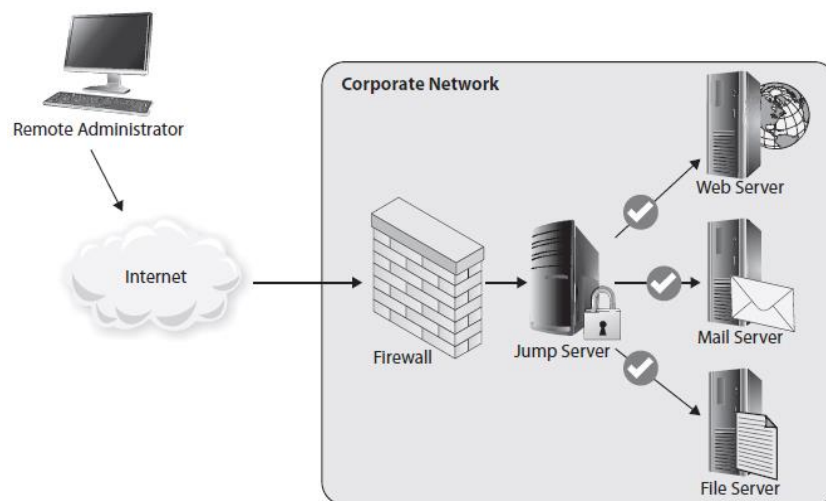 Corporate Network
Remote Administrator
Web Server
Internet
Firewall
Jump Server
Mail Server
File Server